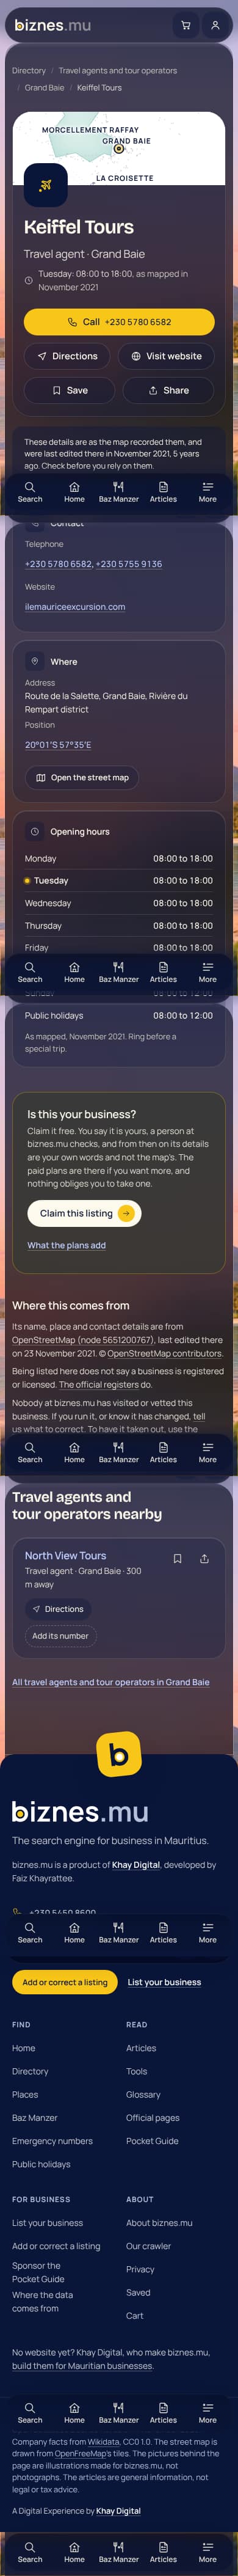 biznes.mu
Directory / Travel agents and tour operators
/ Grand Baie / Keiffel Tours
MORCELLEMENT RAFFAY
GRAND BAIE
LA CROISETTE
Keiffel Tours
Travel agent · Grand Baie
Tuesday: 08:00 to 18:00, as mapped in
November 2021
Call +230 5780 6582
Directions
Visit website
Save
Share
These details are as the map recorded them, and
were last edited there in November 2021, 5 years
ago. Check before you rely on them.
Search Home Baz Manzer Articles More
Contact
Telephone
+230 5780 6582, +230 5755 9136
Website
ilemauriceexcursion.com
Where
Address
Route de la Salette, Grand Baie, Rivière du
Rempart district
Position
20°01'S 57°35'E
Open the street map
Opening hours
Monday 08:00 to 18:00
Tuesday 08:00 to 18:00
Wednesday 08:00 to 18:00
Thursday 08:00 to 18:00
Friday 08:00 to 18:00
Search Home Baz Manzer Articles More
Sunday 08:00 to 12:00
Public holidays 08:00 to 12:00
As mapped, November 2021. Ring before a
special trip.
Is this your business?
Claim it free. You say it is yours, a person at
biznes.mu checks, and from then on its details
are your own words and not the map's. The
paid plans are there if you want more, and
nothing obliges you to take one.
Claim this listing
What the plans add
Where this comes from
Its name, place and contact details are from
OpenStreetMap (node 5651200767), last edited there
on 23 November 2021. © OpenStreetMap contributors.
Being listed here does not say a business is registered
or licensed. The official registers do.
Nobody at biznes.mu has visited or vetted this
business. If you run it, or know it has changed, tell
us what to correct. To have it taken out, use the
Search Home Baz Manzer Articles More
Travel agents and
tour operators nearby
North View Tours
Travel agent · Grand Baie · 300
m away
Directions
Add its number
All travel agents and tour operators in Grand Baie
b
biznes.mu
The search engine for business in Mauritius.
biznes.mu is a product of Khay Digital, developed by
Faiz Khayrattee.
+230 5450 8600
Search Home Baz Manzer Articles More
Add or correct a listing
List your business
FIND
Home
Directory
Places
Baz Manzer
Emergency numbers
Public holidays
READ
Articles
Tools
Glossary
Official pages
Pocket Guide
FOR BUSINESS
List your business
Add or correct a listing
Sponsor the
Pocket Guide
Where the data
comes from
ABOUT
About biznes.mu
Our crawler
Privacy
Saved
Cart
No website yet? Khay Digital, who make biznes.mu,
build them for Mauritian businesses.
Search Home Baz Manzer Articles More
Company facts from Wikidata, CC0 1.0. The street map is
drawn from OpenFreeMap's tiles. The pictures behind the
page are illustrations made for biznes.mu, not
photographs. The articles are general information, not
legal or tax advice.
A Digital Experience by Khay Digital
Search Home Baz Manzer Articles More